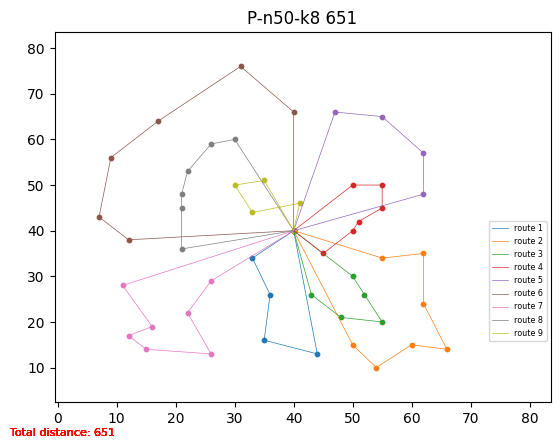 P-n50-k8 651
80
70
60
50
40
30
20
10
0 10 20 30 40 50 60 70 80
route 1
route 2
route 3
route 4
route 5
route 6
route 7
route 8
route 9
Total distance: 651